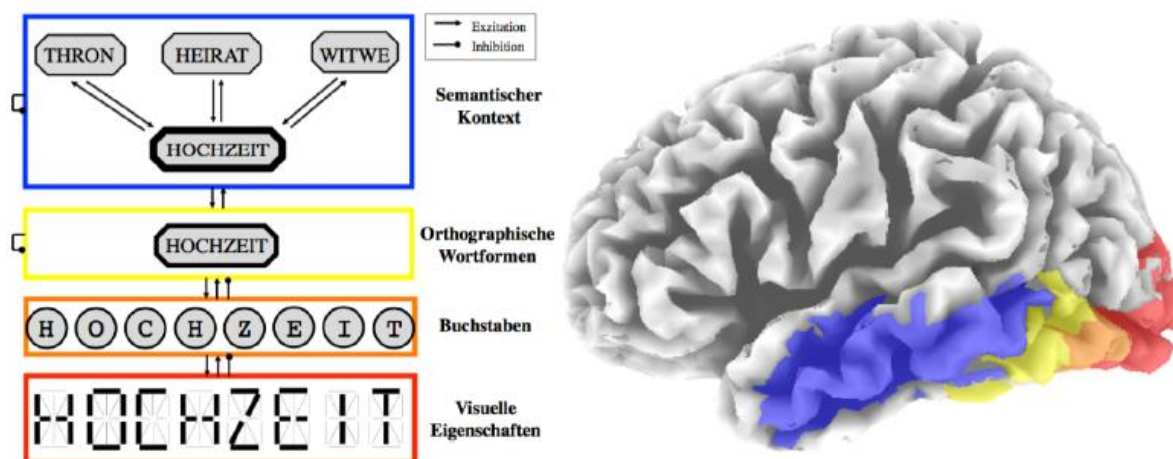 Exzitation
Inhibition
THRON
HEIRAT
WITWE
HOCHZEIT
Semantischer
Kontext
HOCHZEIT
Orthographische
Wortformen
H O C H Z E I T
Buchstaben
HOCHZEIT
Visuelle
Eigenschaften